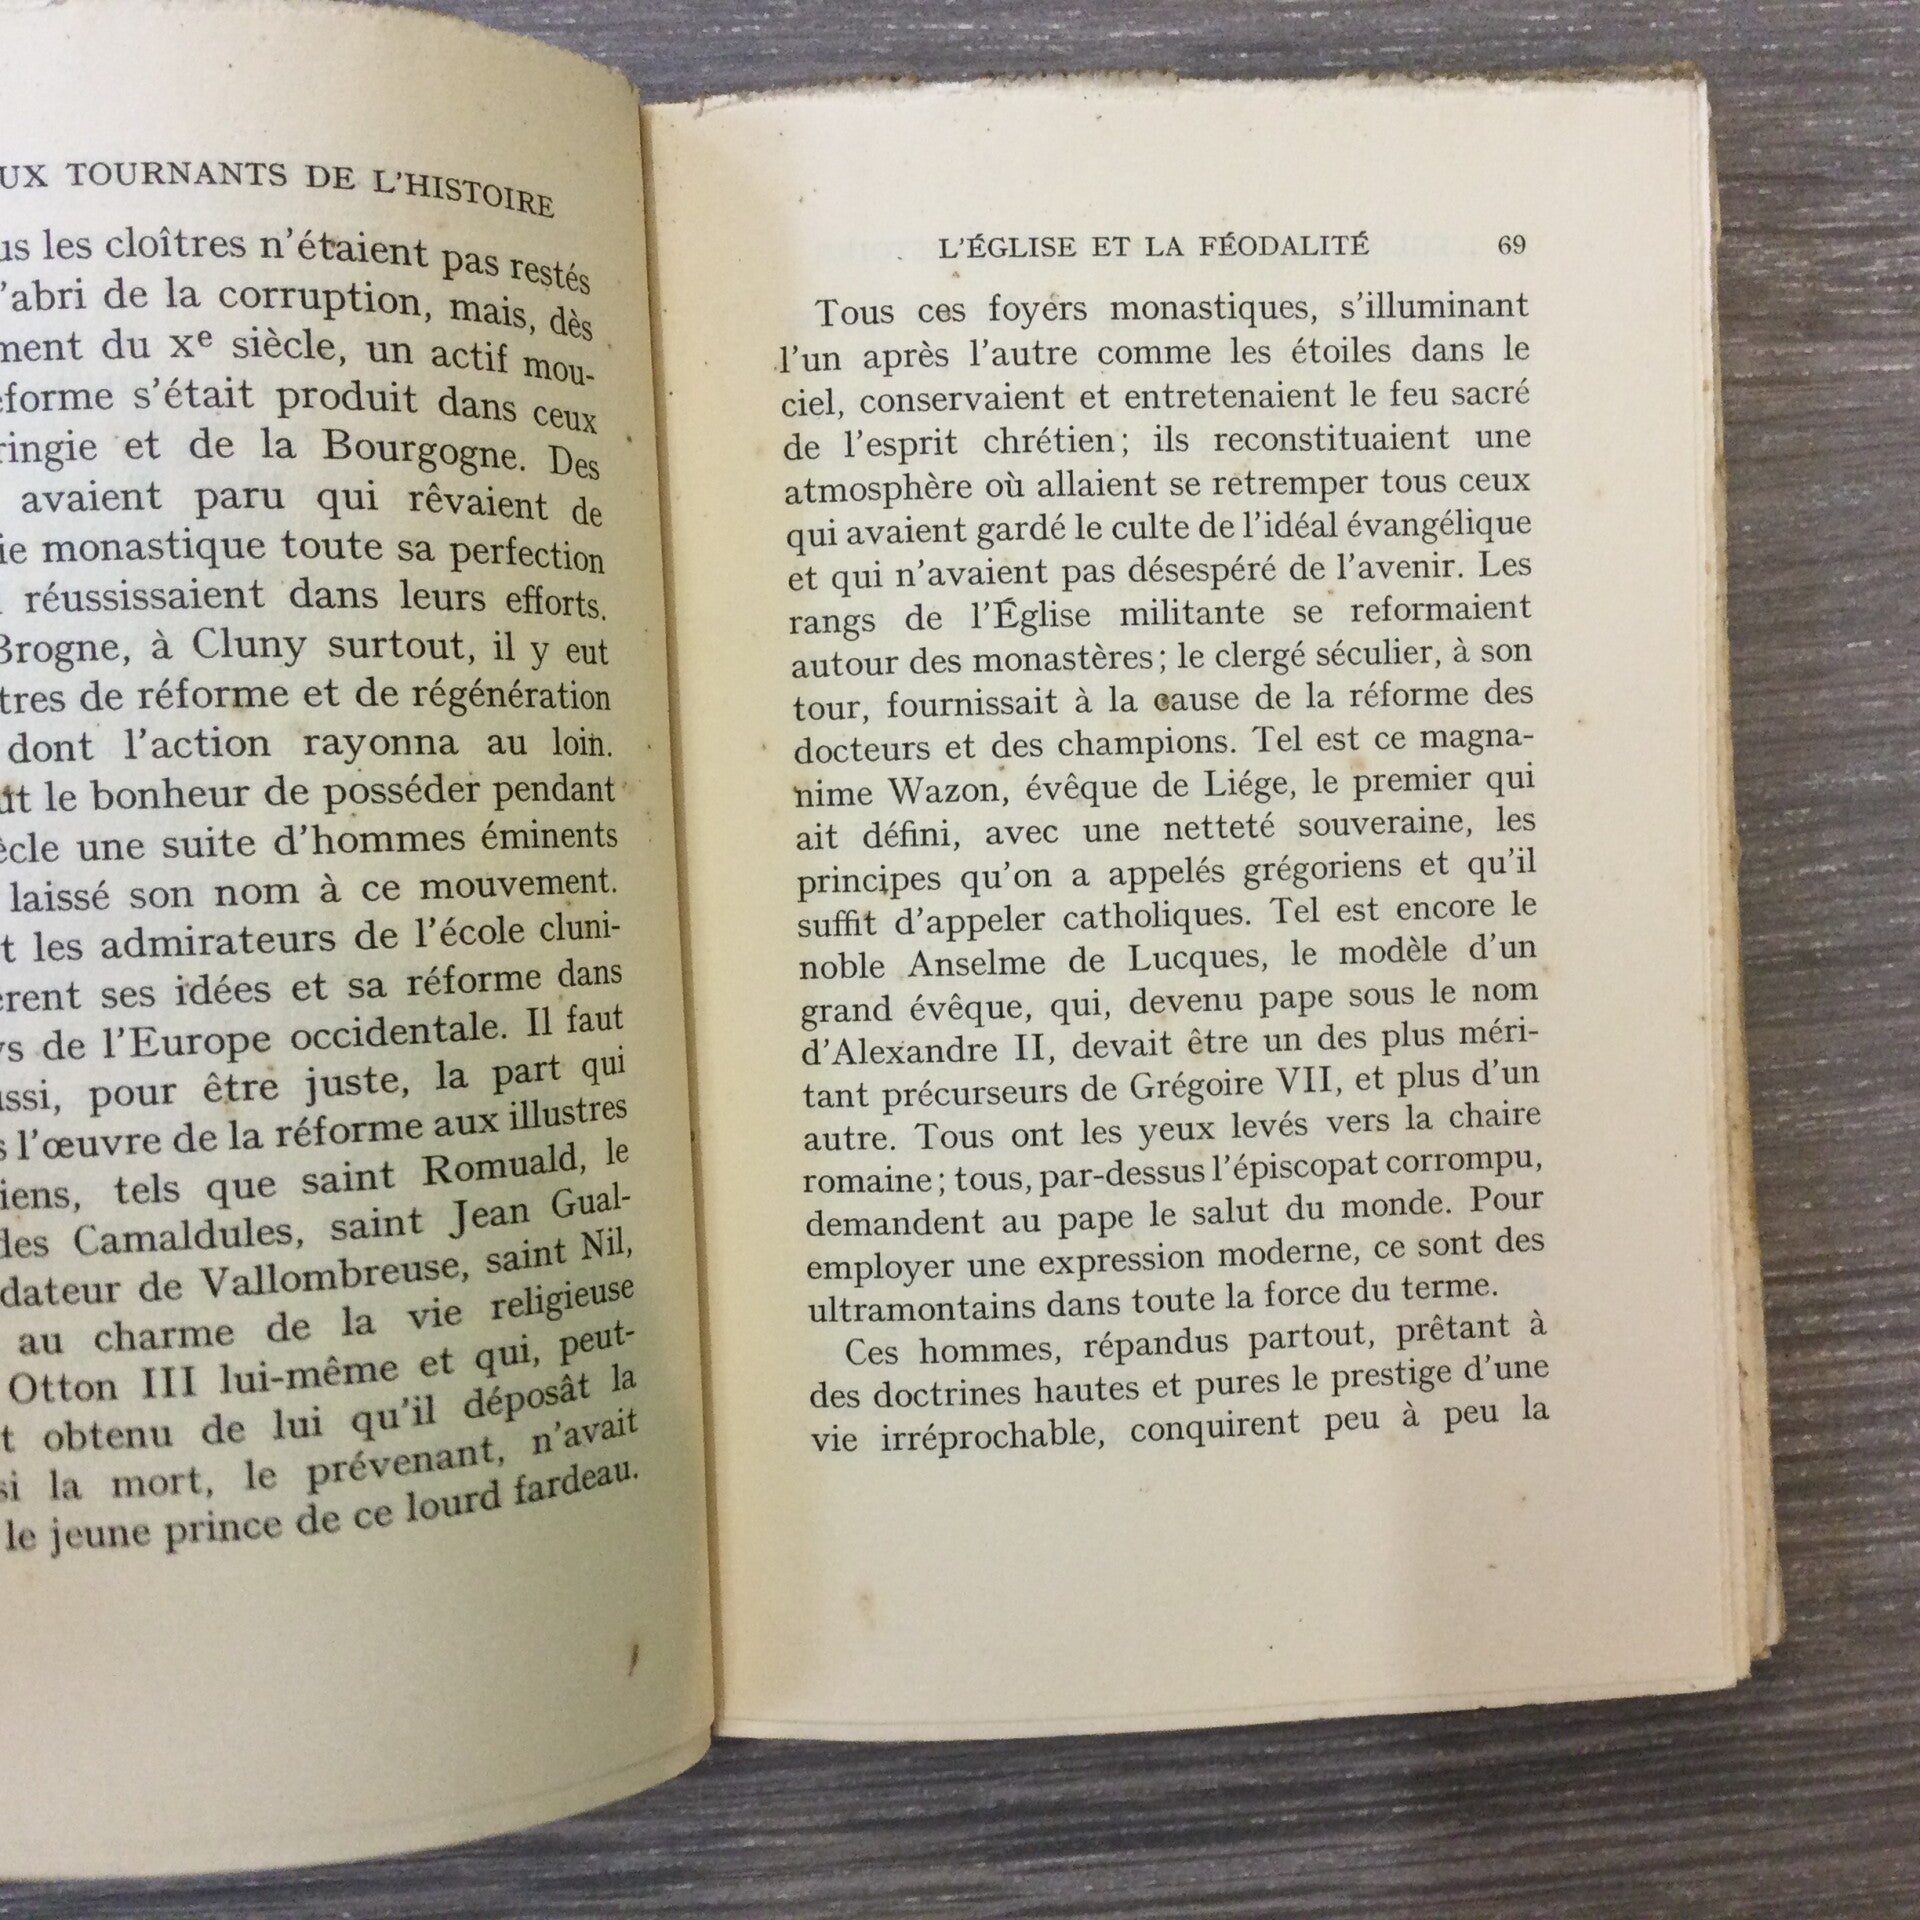 TOURNANTS DE L'HISTOIRE
les cloîtres n'étaient pas restés
abri de la corruption, mais, dès
du Xe siècle, un actif mou-
s'était produit dans ceux
et de la Bourgogne. Des
avaient paru qui rêvaient de
monastique toute sa perfection
réussissaient dans leurs efforts.
Brogne, à Cluny surtout, il y eut
de réforme et de régénération
dont l'action rayonna au loin.
le bonheur de posséder pendant
une suite d'hommes éminents
laissé son nom à ce mouvement.
les admirateurs de l'école cluni-
ses idées et sa réforme dans
de l'Europe occidentale. Il faut
pour être juste, la part qui
l'œuvre de la réforme aux illustres
tels que saint Romuald, le
des Camaldules, saint Jean Gual-
de Vallombreuse, saint Nil,
au charme de la vie religieuse
Otton III lui-même et qui, peut-
obtenu de lui qu'il déposât la
la mort, le prévenant, n'avait
le jeune prince de ce lourd fardeau.
L'ÉGLISE ET LA FÉODALITÉ 69
Tous ces foyers monastiques, s'illuminant
l'un après l'autre comme les étoiles dans le
ciel, conservaient et entretenaient le feu sacré
de l'esprit chrétien; ils reconstituaient une
atmosphère où allaient se retremper tous ceux
qui avaient gardé le culte de l'idéal évangélique
et qui n'avaient pas désespéré de l'avenir. Les
rangs de l'Église militante se reformaient
autour des monastères; le clergé séculier, à son
tour, fournissait à la cause de la réforme des
docteurs et des champions. Tel est ce magna-
nime Wazon, évêque de Liége, le premier qui
ait défini, avec une netteté souveraine, les
principes qu'on a appelés grégoriens et qu'il
suffit d'appeler catholiques. Tel est encore le
noble Anselme de Lucques, le modèle d'un
grand évêque, qui, devenu pape sous le nom
d'Alexandre II, devait être un des plus méri-
tant précurseurs de Grégoire VII, et plus d'un
autre. Tous ont les yeux levés vers la chaire
romaine; tous, par-dessus l'épiscopat corrompu,
demandent au pape le salut du monde. Pour
employer une expression moderne, ce sont des
ultramontains dans toute la force du terme.
Ces hommes, répandus partout, prêtant à
des doctrines hautes et pures le prestige d'une
vie irréprochable, conquirent peu à peu la